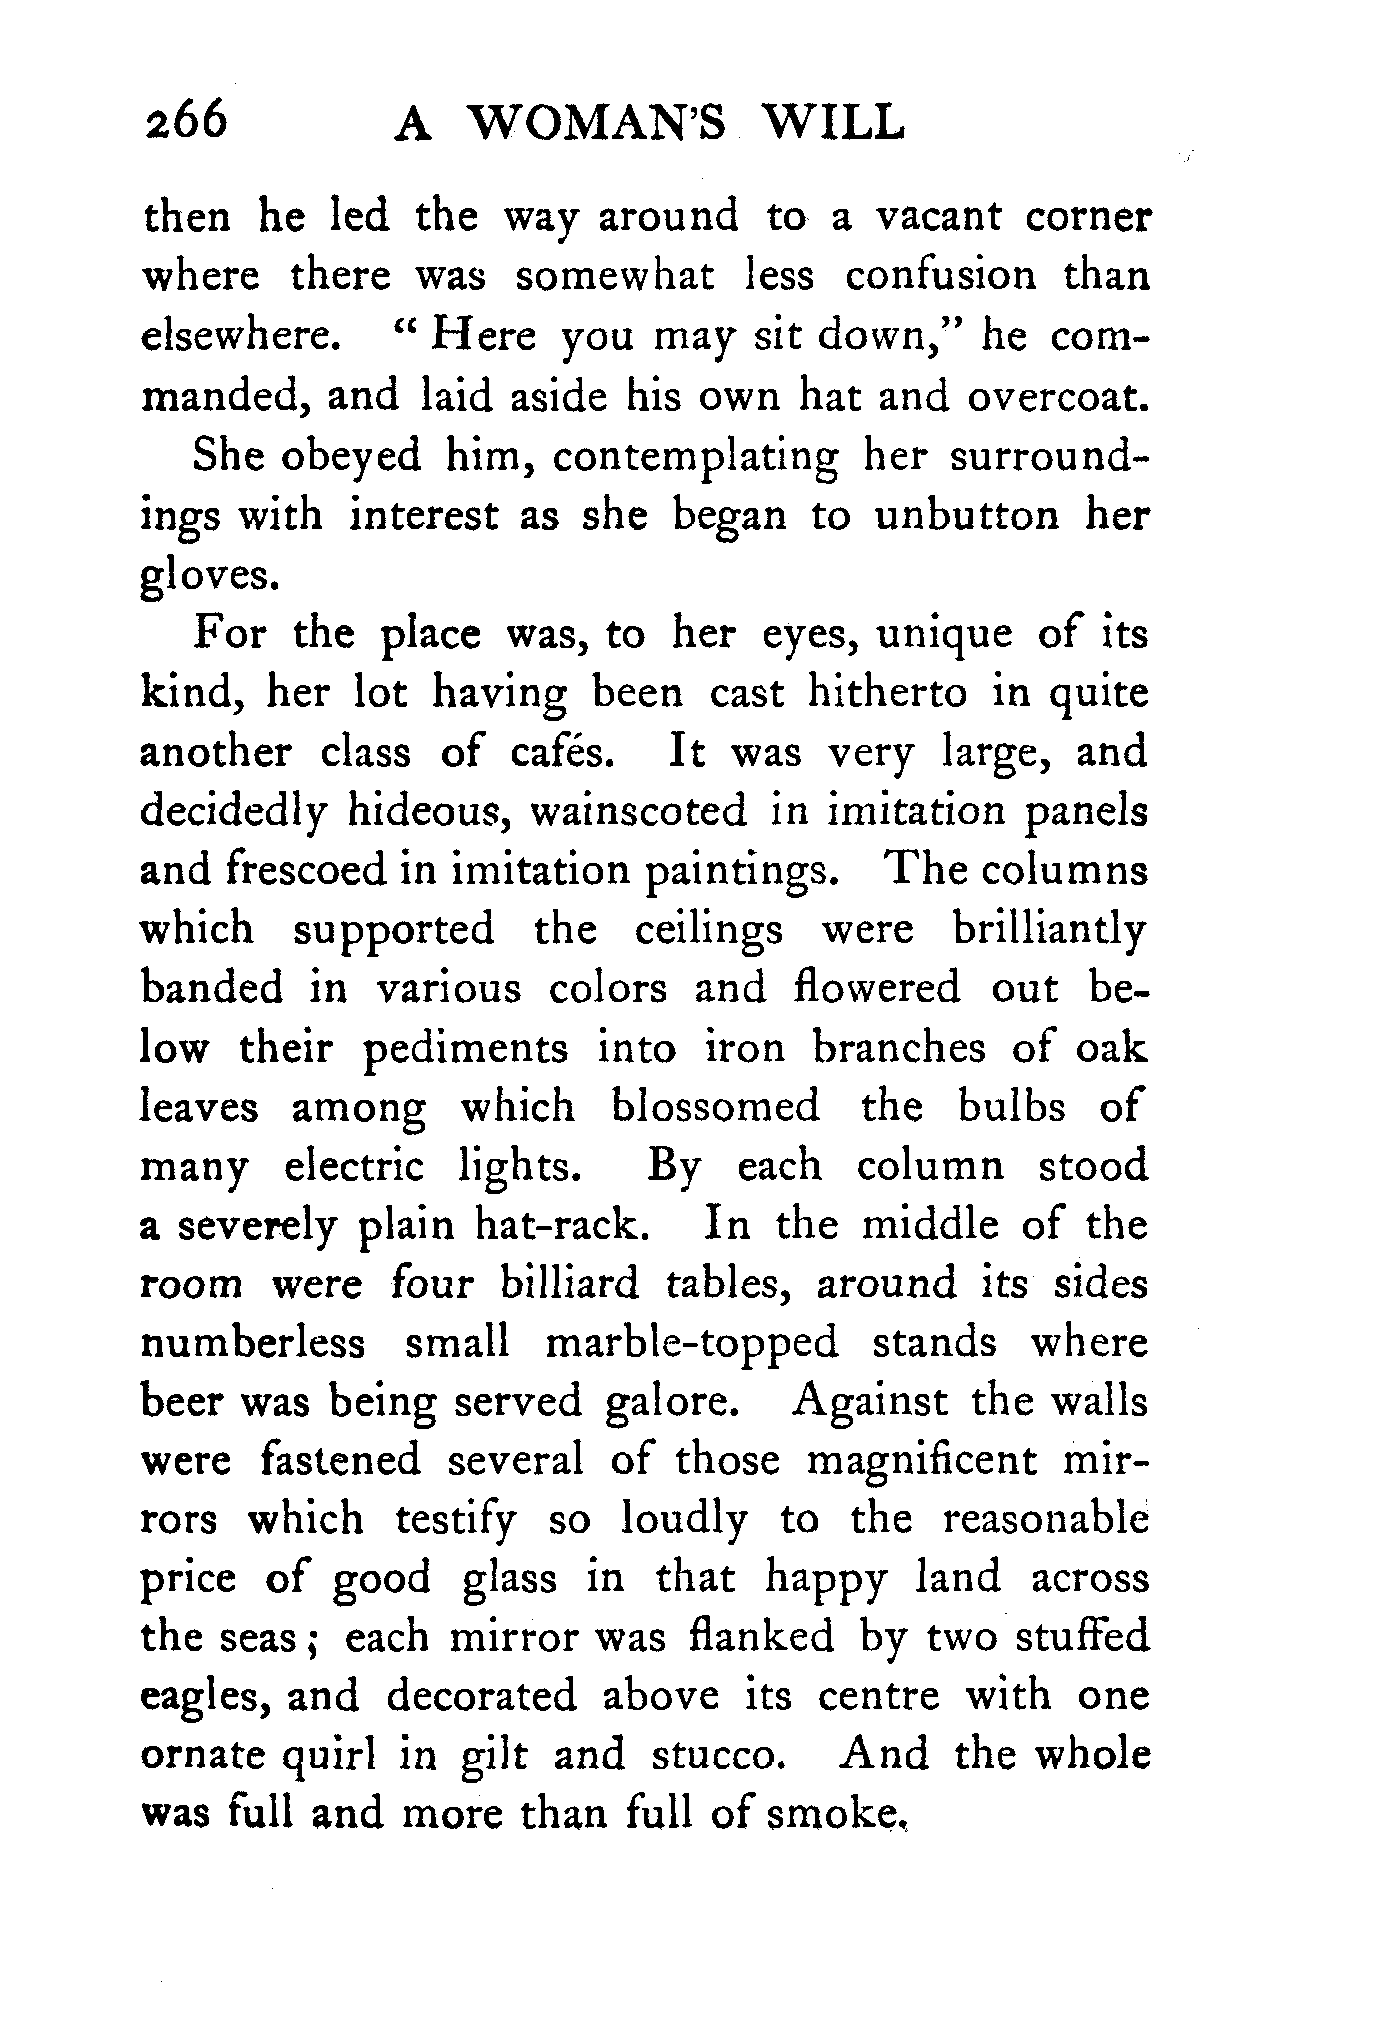 266 A WOMAN'S WILL
then he led the way around to a vacant corner
where there was somewhat less confusion than
elsewhere. “ Here you may sit down,” he com-
manded, and laid aside his own hat and overcoat.
She obeyed him, contemplating her surround-
ings with interest as she began to unbutton her
gloves.
For the place was, to her eyes, unique of its
kind, her lot having been cast hitherto in quite
another class of cafés. It was very large, and
decidedly hideous, wainscoted in imitation panels
and frescoed in imitation paintings. The columns
which supported the ceilings were brilliantly
banded in various colors and flowered out be-
low their pediments into iron branches of oak
leaves among which blossomed the bulbs of
many electric lights. By each column stood
a severely plain hat-rack. In the middle of the
room were four billiard tables, around its sides
numberless small marble-topped stands where
beer was being served galore. Against the walls
were fastened several of those magnificent mir-
rors which testify so loudly to the reasonable
price of good glass in that happy land across
the seas ; each mirror was flanked by two stuffed
eagles, and decorated above its centre with one
ornate quirl in gilt and stucco. And the whole
was full and more than full of smoke.